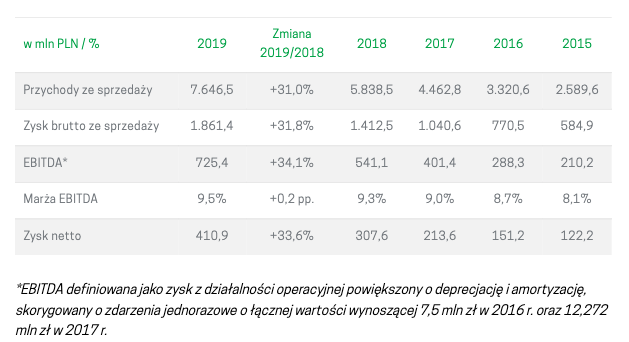 w mln PLN / % 2019 Zmiana 2019/2018 2018 2017 2016 2015
Przychody ze sprzedaży 7.646,5 +31,0% 5.838,5 4.462,8 3.320,6 2.589,6
Zysk brutto ze sprzedaży 1.861,4 +31,8% 1.412,5 1.040,6 770,5 584,9
EBITDA* 725,4 +34,1% 541,1 401,4 288,3 210,2
Marża EBITDA 9,5% +0,2 pp. 9,3% 9,0% 8,7% 8,1%
Zysk netto 410,9 +33,6% 307,6 213,6 151,2 122,2
*EBITDA definiowana jako zysk z działalności operacyjnej powiększony o deprecjację i amortyzację,
skorygowany o zdarzenia jednorazowe o łącznej wartości wynoszącej 7,5 mln zł w 2016 r. oraz 12,272
mln zł w 2017 r.